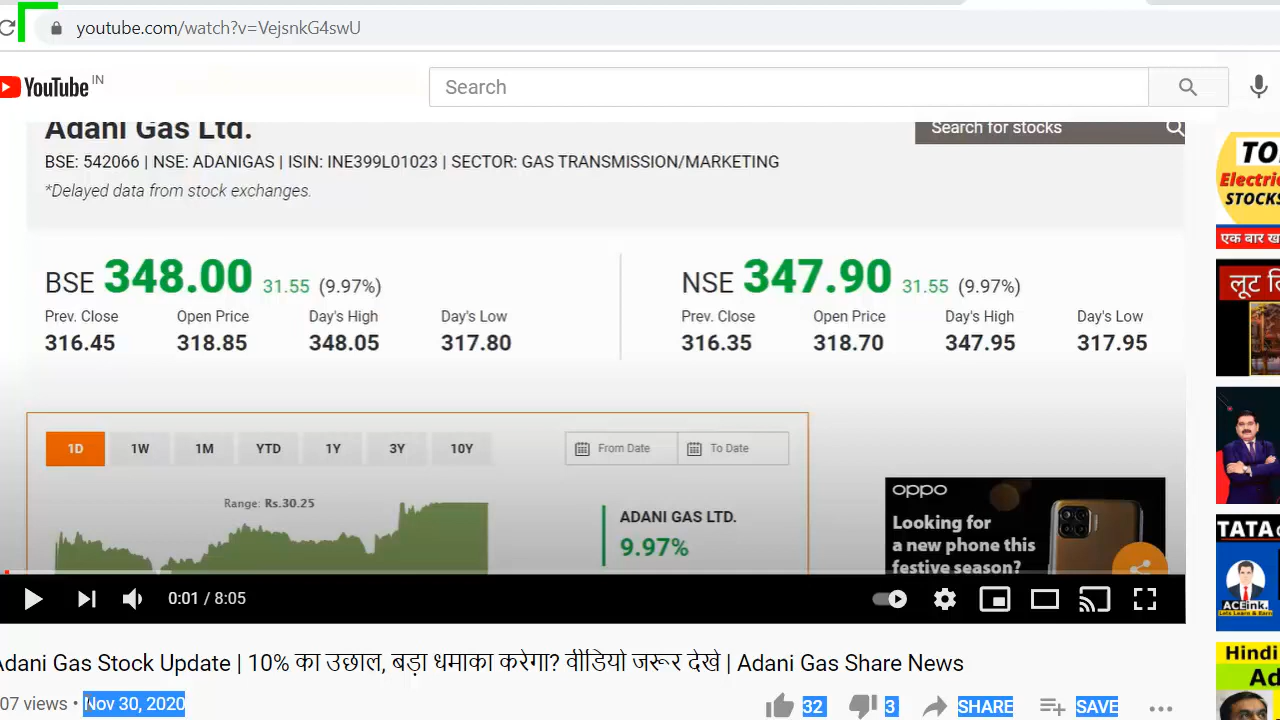 youtube.com/watch?v=VejsnkG4swU
YouTube IN
Search
Adani Gas Ltd.
Search for stocks
BSE: 542066 | NSE: ADANIGAS | ISIN: INE399L01023 | SECTOR: GAS TRANSMISSION/MARKETING
*Delayed data from stock exchanges.
BSE 348.00 31.55 (9.97%)
NSE 347.90 31.55 (9.97%)
Prev. Close Open Price Day's High Day's Low
316.45 318.85 348.05 317.80
Prev. Close Open Price Day's High Day's Low
316.35 318.70 347.95 317.95
1D 1W 1M YTD 1Y 3Y 10Y
From Date To Date
Range: Rs.30.25
ADANI GAS LTD.
9.97%
oppo
Looking for
a new phone this
festive season?
0:01 / 8:05
Adani Gas Stock Update | 10% का उछाल, बड़ा धमाका करेगा? वीडियो जरूर देखे | Adani Gas Share News
07 views • Nov 30, 2020
32 3 SHARE SAVE
STOCKS
एक बार
लूट
TATA
ACEink.
Lets Learn & Earn
Hindi
Ad